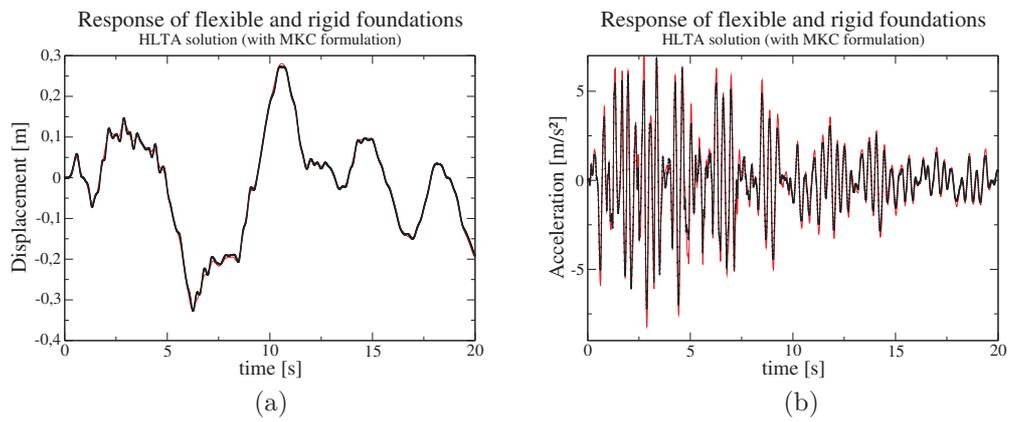 Response of flexible and rigid foundations
HLTA solution (with MKC formulation)
Displacement [m]
0,3
0,2
0,1
0
-0,1
-0,2
-0,3
-0,4
0 5 10 15 20
time [s]
(a)
Response of flexible and rigid foundations
HLTA solution (with MKC formulation)
Acceleration [m/s²]
5
0
-5
0 5 10 15 20
time [s]
(b)